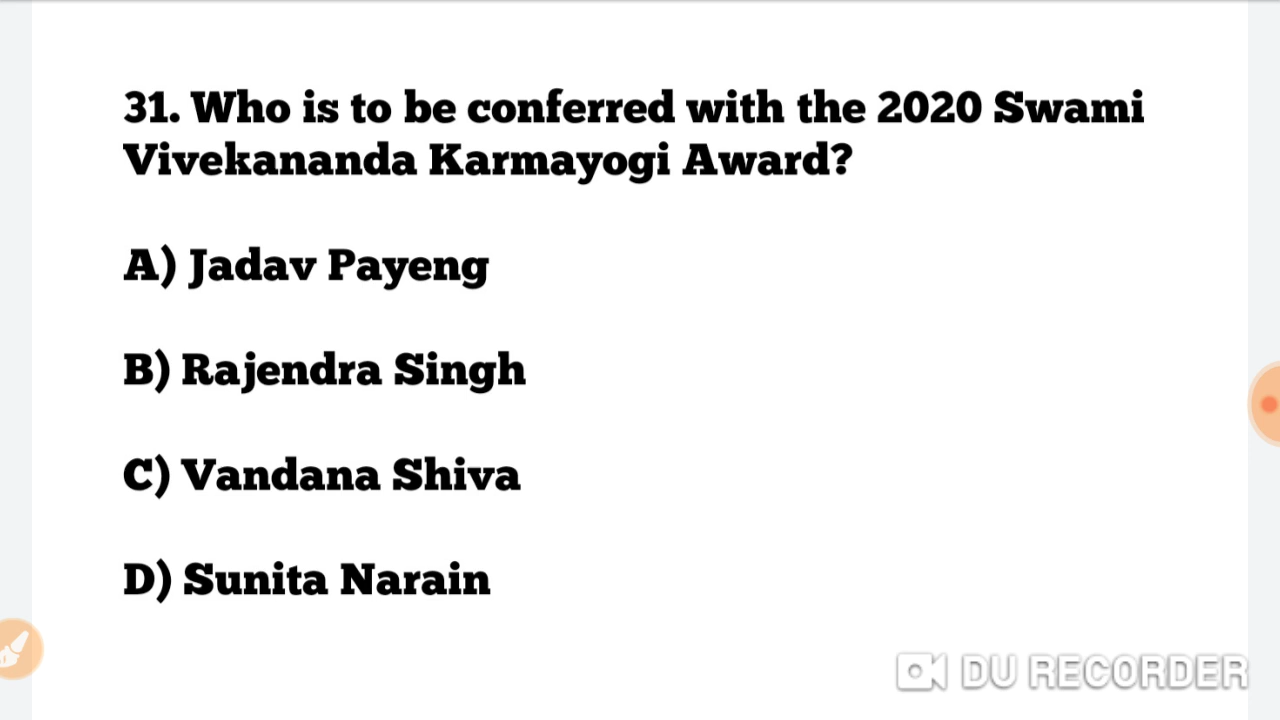 31. Who is to be conferred with the 2020 Swami
Vivekananda Karmayogi Award?
A) Jadav Payeng
B) Rajendra Singh
C) Vandana Shiva
D) Sunita Narain
DU RECORDER